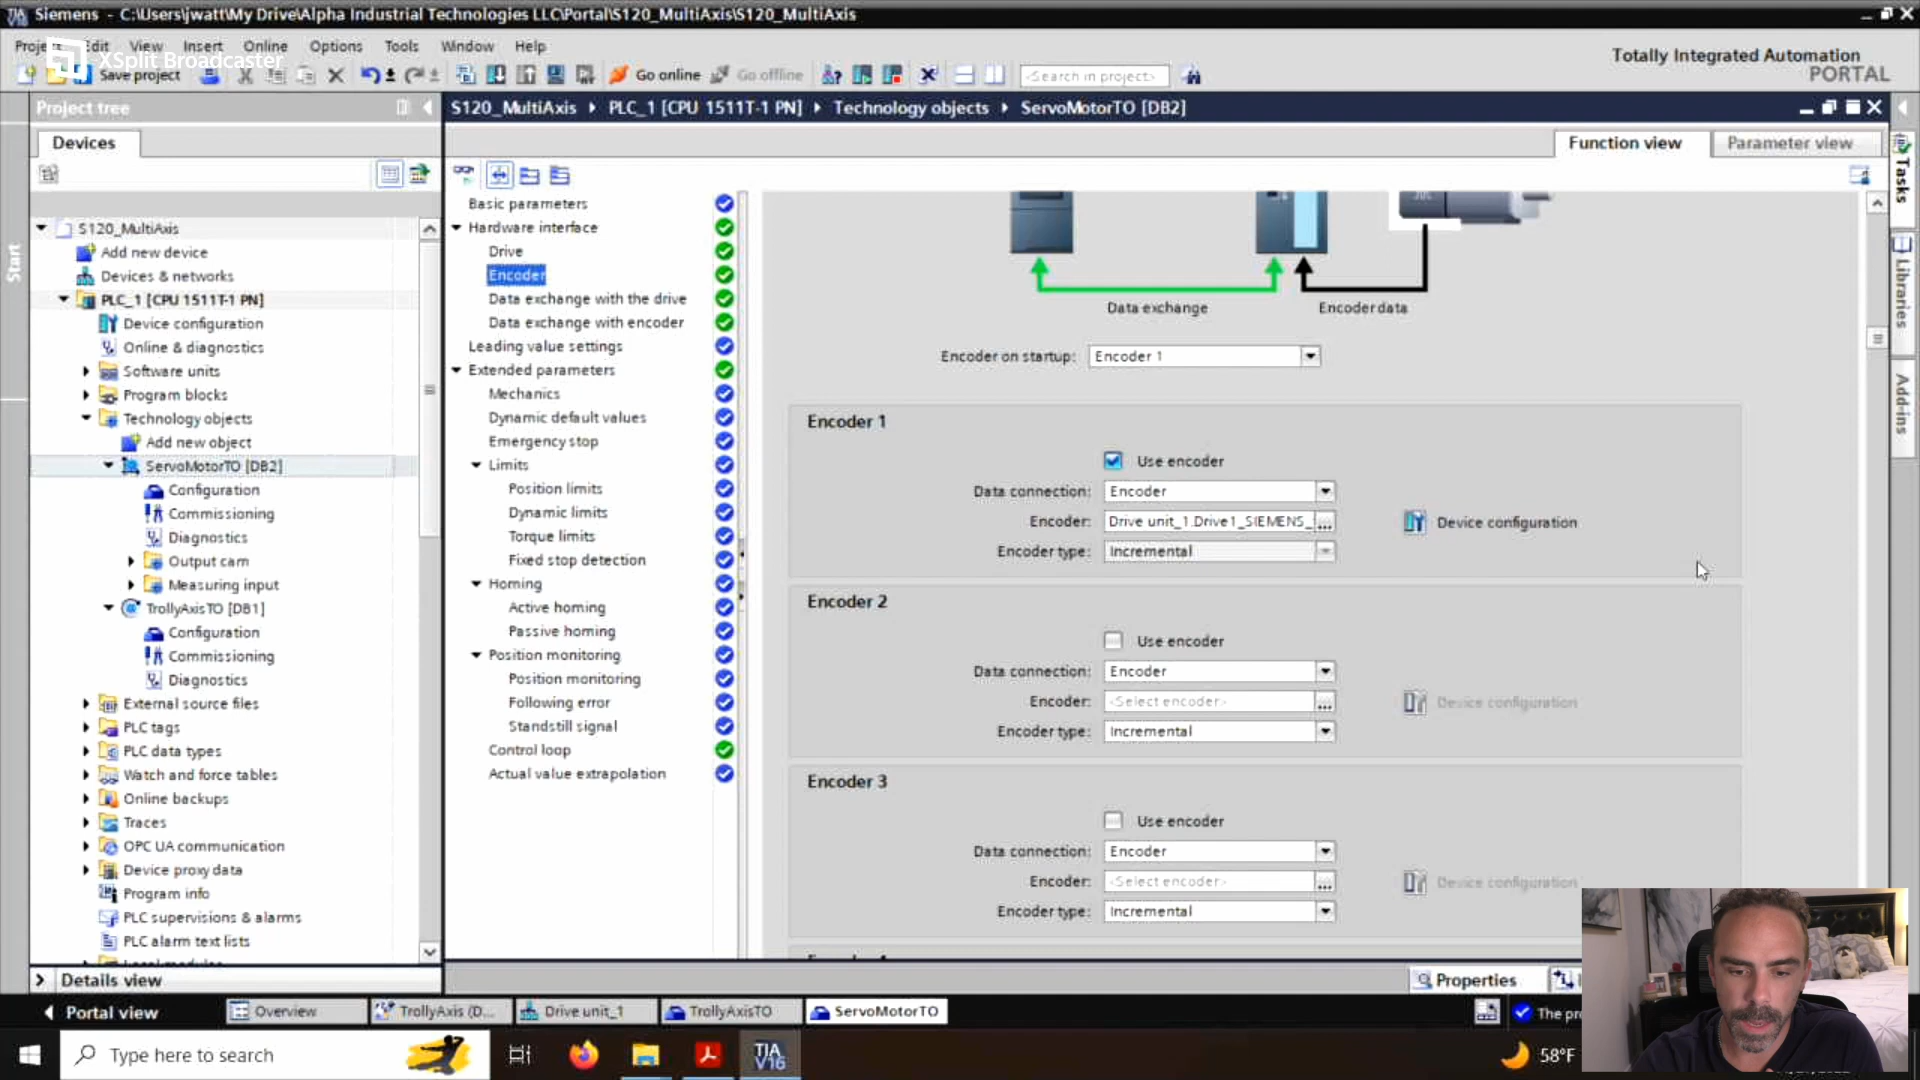 Siemens - C:\Users\jwatt\My Drive\Alpha Industrial Technologies LLC\Portal\S120_MultiAxis\S120_MultiAxis
Edit View Insert Online Options Tools Window Help
XSplit Broadcaster
Totally Integrated Automation
PORTAL
Save project
Go online
Go offline
<Search in project>
Project tree
S120_MultiAxis PLC_1 [CPU 1511T-1 PN] Technology objects ServoMotorTO [DB2]
Devices
Function view
Parameter view
Start
Tasks
Libraries
Add-ins
S120_MultiAxis
Add new device
Devices & networks
PLC_1 [CPU 1511T-1 PN]
Device configuration
Online & diagnostics
Software units
Program blocks
Technology objects
Add new object
ServoMotorTO [DB2]
Configuration
Commissioning
Diagnostics
Output cam
Measuring input
TrollyAxisTO [DB1]
Configuration
Commissioning
Diagnostics
External source files
PLC tags
PLC data types
Watch and force tables
Online backups
Traces
OPC UA communication
Device proxy data
Program info
PLC supervisions & alarms
PLC alarm text lists
Basic parameters
Hardware interface
Drive
Encoder
Data exchange with the drive
Data exchange with encoder
Leading value settings
Extended parameters
Mechanics
Dynamic default values
Emergency stop
Limits
Position limits
Dynamic limits
Torque limits
Fixed stop detection
Homing
Active homing
Passive homing
Position monitoring
Position monitoring
Following error
Standstill signal
Control loop
Actual value extrapolation
Data exchange
Encoder data
Encoder on startup: Encoder 1
Encoder 1
Use encoder
Data connection: Encoder
Encoder: Drive unit_1.Drive1_SIEMENS_ ...
Device configuration
Encoder type: Incremental
Encoder 2
Use encoder
Data connection: Encoder
Encoder: <Select encoder> ...
Device configuration
Encoder type: Incremental
Encoder 3
Use encoder
Data connection: Encoder
Encoder: <Select encoder> ...
Device configuration
Encoder type: Incremental
Details view
Properties
Portal view
Overview
TrollyAxis (D...
Drive unit_1
TrollyAxisTO
ServoMotorTO
Type here to search
TIA
V16
58°F